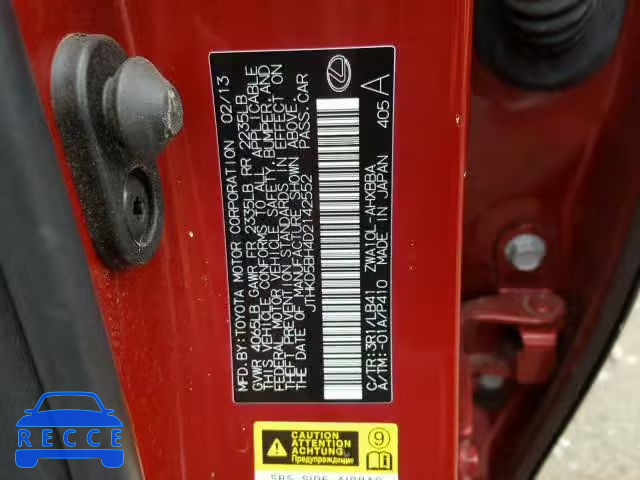 MFD. BY: TOYOTA MOTOR CORPORATION 02/13
GVWR 4065LB GAWR FR 2335LB RR 2235LB
THIS VEHICLE CONFORMS TO ALL APPLICABLE
FEDERAL MOTOR VEHICLE SAFETY, BUMPER, AND
THEFT PREVENTION STANDARDS IN EFFECT ON
THE DATE OF MANUFACTURE SHOWN ABOVE.
JTHKD5BH4D2142552 PASS. CAR
C/TR: 3R1/LB41 ZWA10L-AHXBBA
A/TM: -01A/P410 MADE IN JAPAN 405 A
CAUTION
ATTENTION
ACHTUNG
Предупреждение
9
SRS SIDE AIRBAG
RECCE